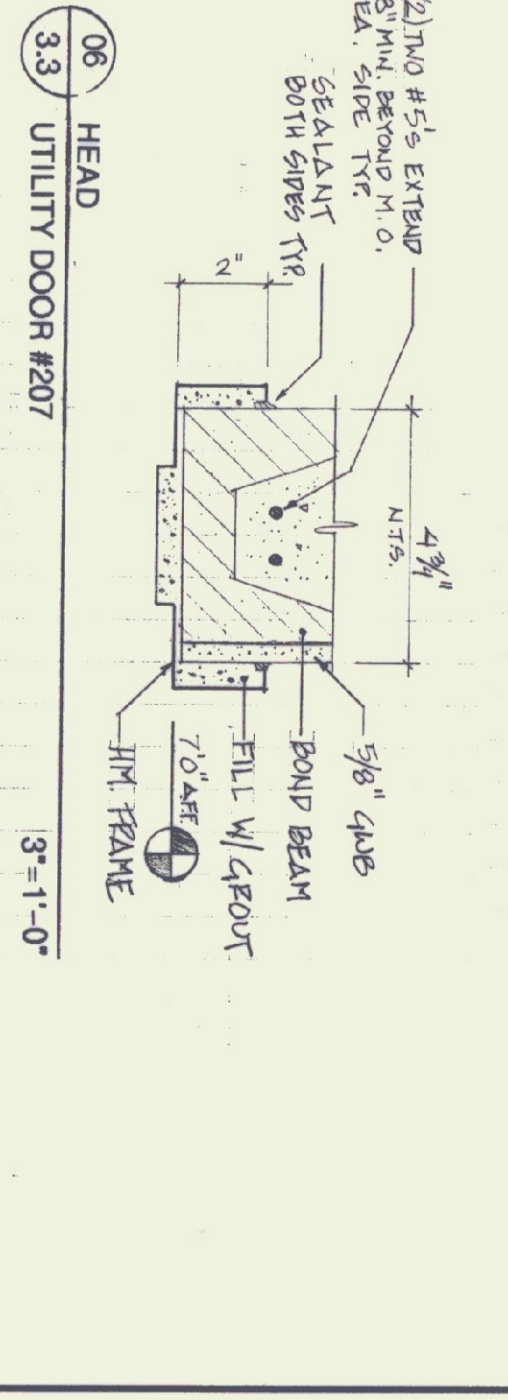 2) TWO #5'S EXTEND
8" MIN. BEYOND M.O.
EA. SIDE TYP.
SEALANT
BOTH SIDES TYP.
2"
4 3/4"
N.T.S.
5/8" GWB
BOND BEAM
FILL W/ GROUT
7'0" AFF
HM. FRAME
06
3.3
HEAD
UTILITY DOOR #207
3"=1'-0"